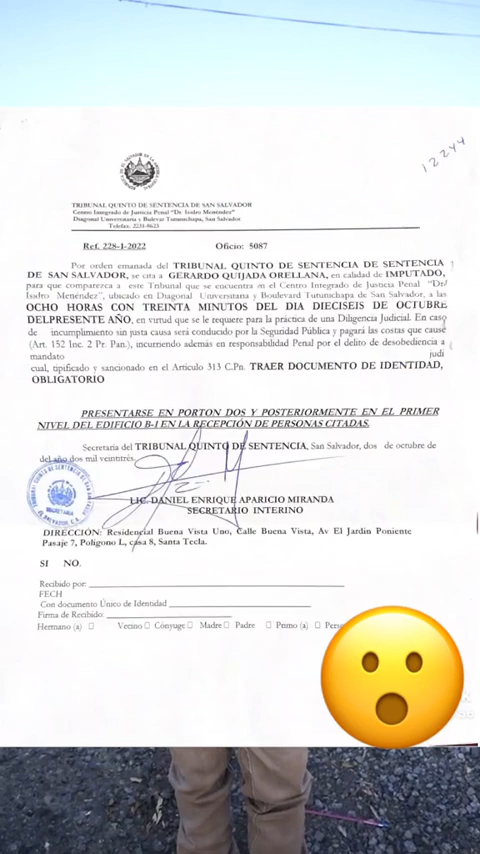 12244
TRIBUNAL QUINTO DE SENTENCIA DE SAN SALVADOR
Centro Integrado de Justicia Penal "Dr. Isidro Menéndez"
Diagonal Universitaria y Bulevar Tutunichapa, San Salvador.
Telefax: 2231-8623
Ref. 228-1-2022 Oficio: 5087
Por orden emanada del TRIBUNAL QUINTO DE SENTENCIA DE SENTENCIA
DE SAN SALVADOR, se cita a GERARDO QUIJADA ORELLANA, en calidad de IMPUTADO,
para que comparezca a este Tribunal que se encuentra en el Centro Integrado de Justicia Penal "Dr/
Isidro Menéndez", ubicado en Diagonal Universitaria y Boulevard Tutunichapa de San Salvador, a las
OCHO HORAS CON TREINTA MINUTOS DEL DIA DIECISEIS DE OCTUBRE
DELPRESENTE AÑO, en virtud que se le requiere para la práctica de una Diligencia Judicial. En caso
de incumplimiento sin justa causa será conducido por la Seguridad Pública y pagará las costas que causé
(Art. 152 Inc. 2 Pr. Pan.), incurriendo además en responsabilidad Penal por el delito de desobediencia a
mandato judi
cual, tipificado y sancionado en el Artículo 313 C.Pn. TRAER DOCUMENTO DE IDENTIDAD,
OBLIGATORIO
PRESENTARSE EN PORTON DOS Y POSTERIORMENTE EN EL PRIMER
NIVEL DEL EDIFICIO B-1 EN LA RECEPCIÓN DE PERSONAS CITADAS.
Secretaria del TRIBUNAL QUINTO DE SENTENCIA, San Salvador, dos de octubre de
del año dos mil veintitrés.
LIC. DANIEL ENRIQUE APARICIO MIRANDA
SECRETARIO INTERINO
DIRECCIÓN: Residencial Buena Vista Uno, Calle Buena Vista, Av El Jardín Poniente
Pasaje 7, Polígono L, casa 8, Santa Tecla.
SI NO.
Recibido por:
FECH
Con documento Único de Identidad
Firma de Recibido:
Hermano (a) Vecino Cónyuge Madre Padre Primo (a)